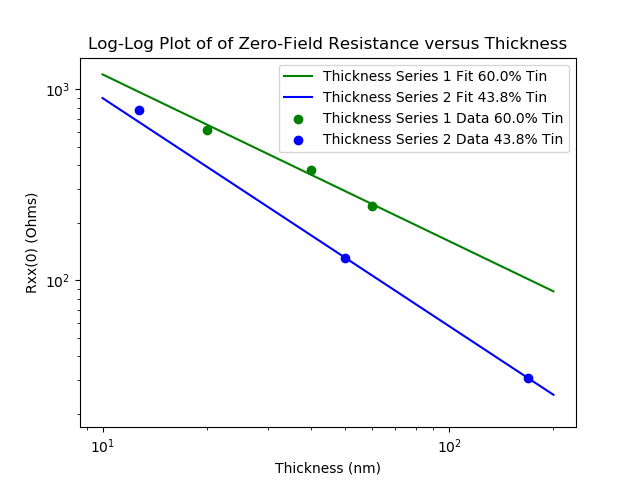 Log-Log Plot of of Zero-Field Resistance versus Thickness
Thickness Series 1 Fit 60.0% Tin
Thickness Series 2 Fit 43.8% Tin
Thickness Series 1 Data 60.0% Tin
Thickness Series 2 Data 43.8% Tin
Rxx(0) (Ohms)
10³
10²
10¹
10²
Thickness (nm)